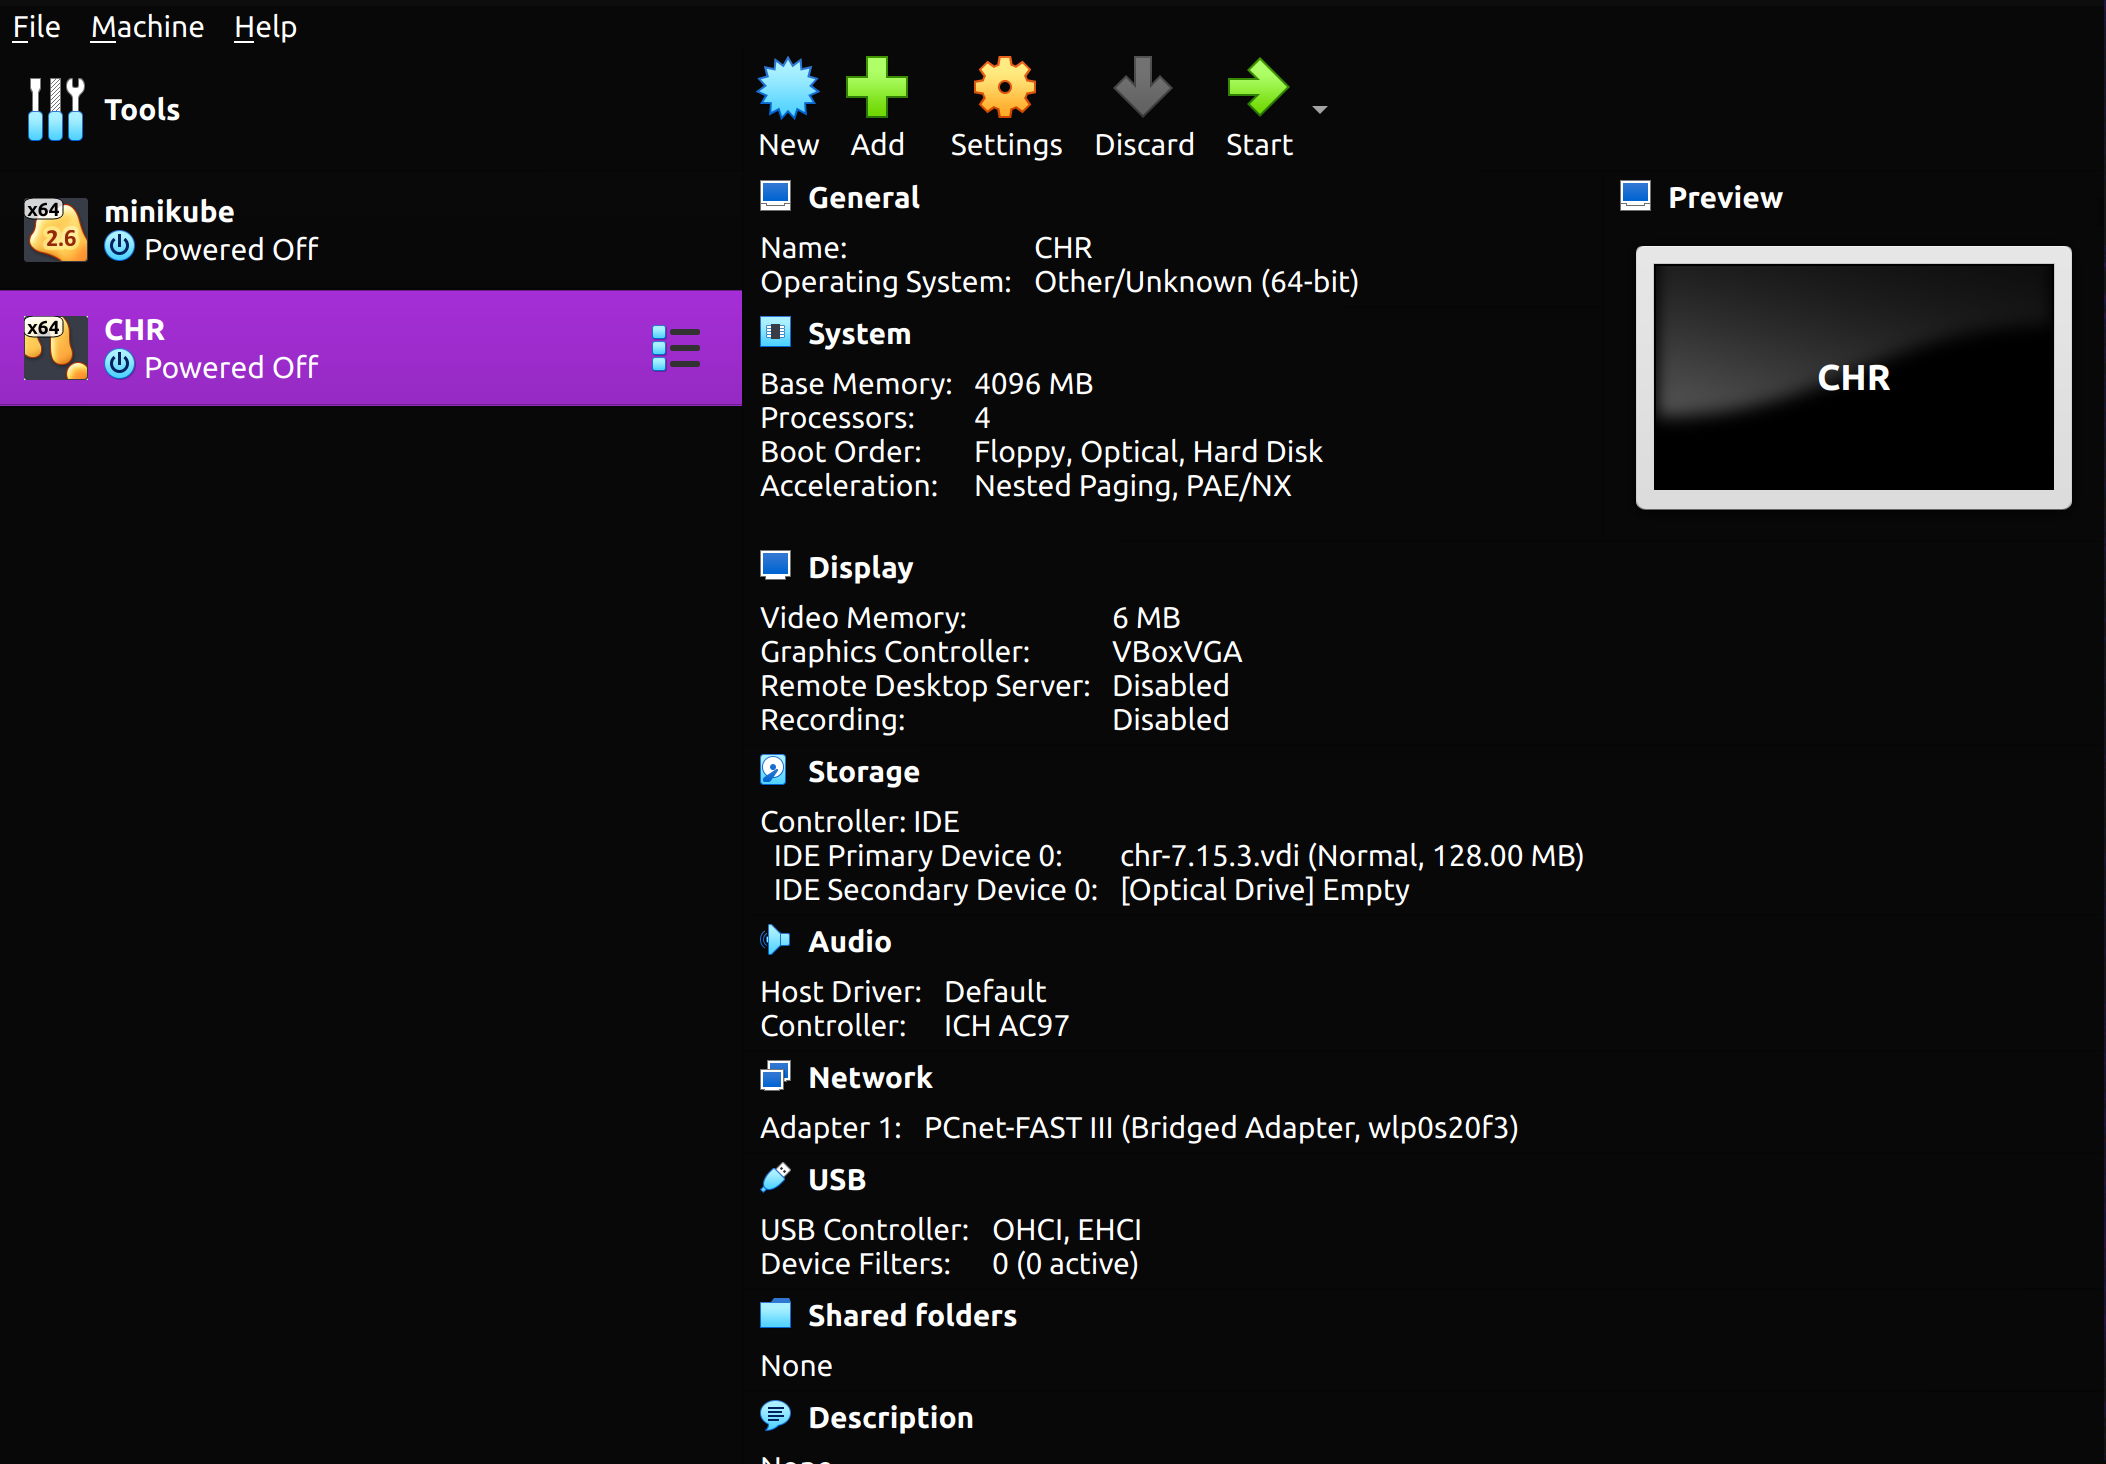 File Machine Help
Tools
New Add Settings Discard Start
x64
2.6
minikube
Powered Off
x64
CHR
Powered Off
General
Name: CHR
Operating System: Other/Unknown (64-bit)
System
Base Memory: 4096 MB
Processors: 4
Boot Order: Floppy, Optical, Hard Disk
Acceleration: Nested Paging, PAE/NX
Preview
CHR
Display
Video Memory: 6 MB
Graphics Controller: VBoxVGA
Remote Desktop Server: Disabled
Recording: Disabled
Storage
Controller: IDE
IDE Primary Device 0: chr-7.15.3.vdi (Normal, 128.00 MB)
IDE Secondary Device 0: [Optical Drive] Empty
Audio
Host Driver: Default
Controller: ICH AC97
Network
Adapter 1: PCnet-FAST III (Bridged Adapter, wlp0s20f3)
USB
USB Controller: OHCI, EHCI
Device Filters: 0 (0 active)
Shared folders
None
Description